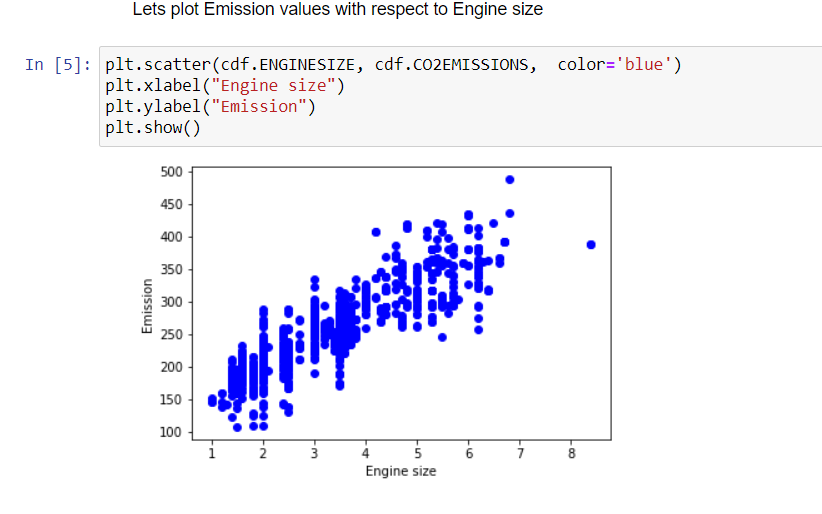 Lets plot Emission values with respect to Engine size
In [5]: plt.scatter(cdf.ENGINESIZE, cdf.CO2EMISSIONS,  color='blue')
plt.xlabel("Engine size")
plt.ylabel("Emission")
plt.show()
500
450
400
350
300
250
200
150
100
Emission
1 2 3 4 5 6 7 8
Engine size